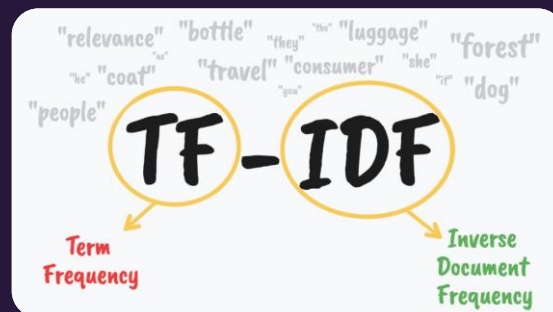 "relevance" "bottle" "they" "the" "luggage" "forest"
"he" "coat" "travel" "consumer" "she" "it" "dog"
"people" "you"
TF-IDF
Term
Frequency
Inverse
Document
Frequency